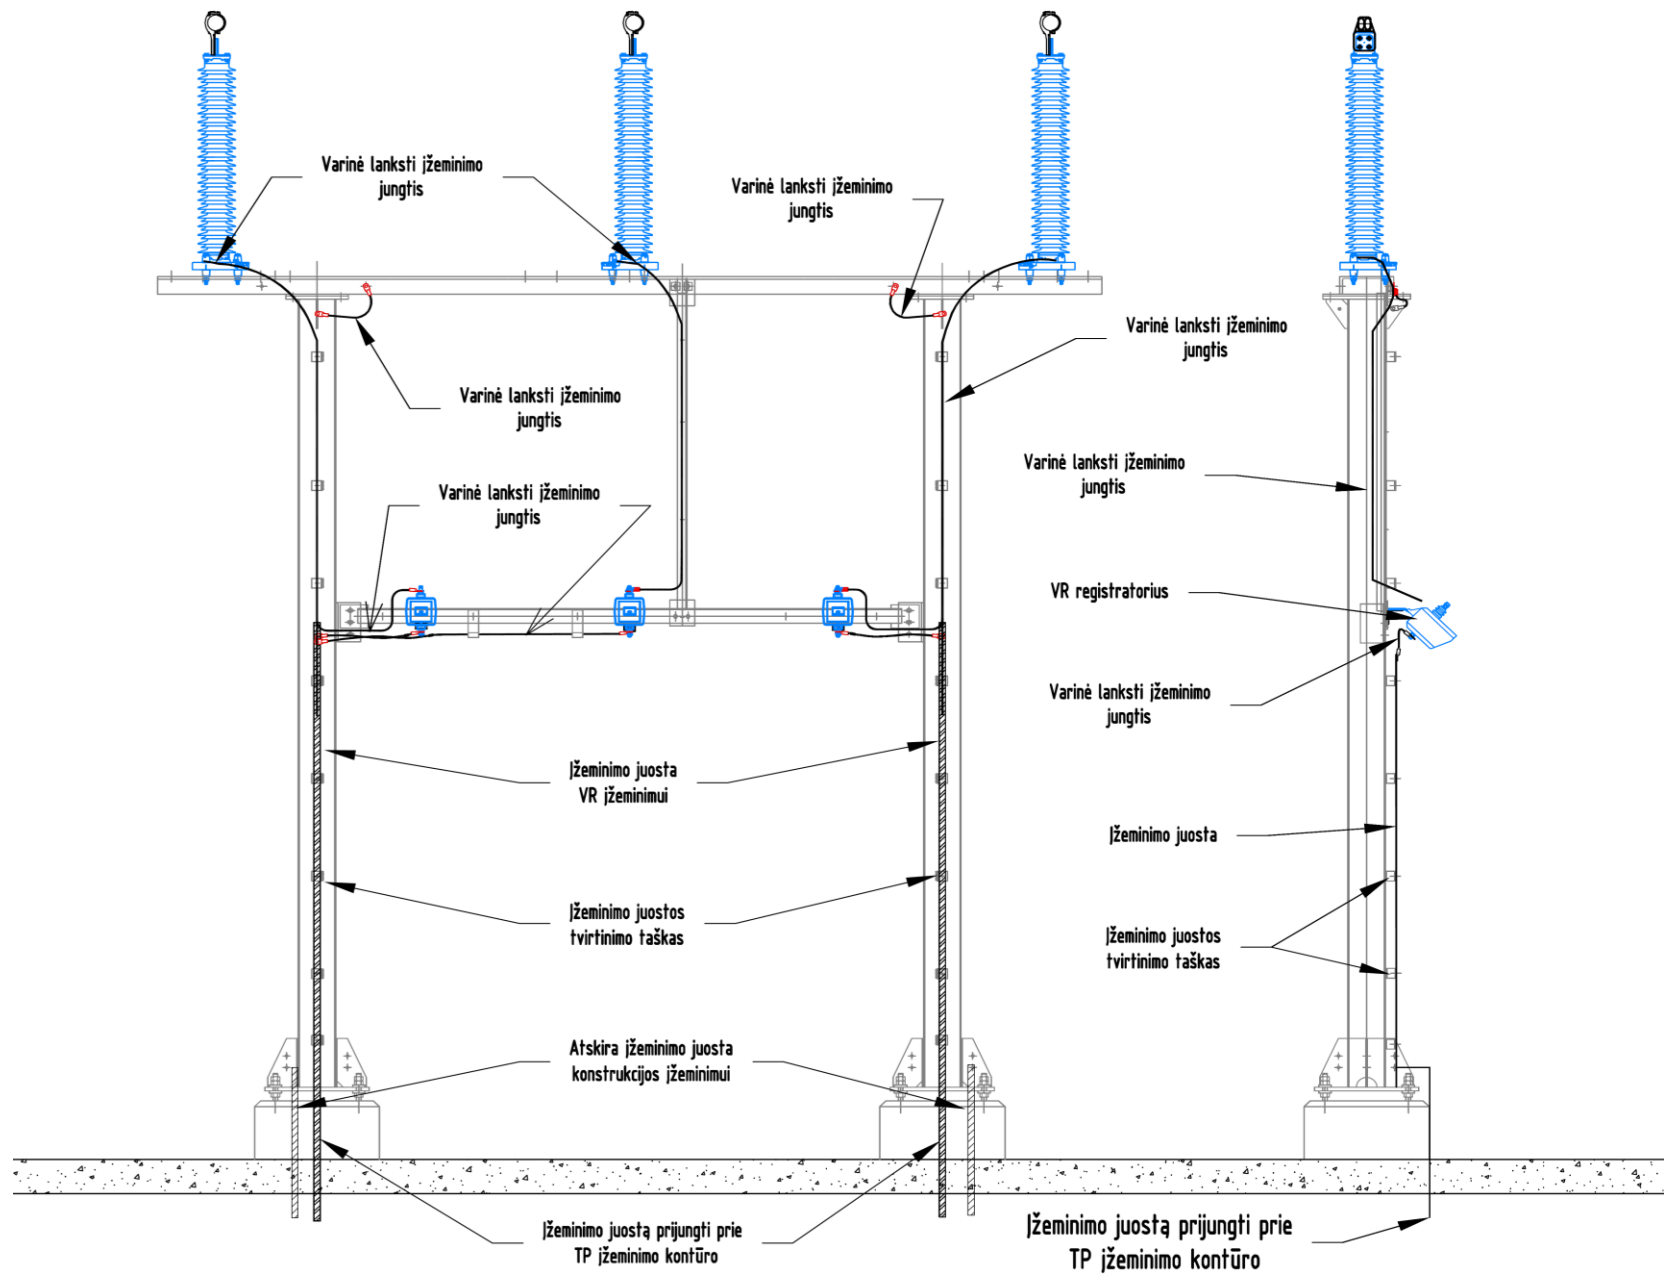 Varinė lanksti įžeminimo
jungtis
Varinė lanksti įžeminimo
jungtis
Varinė lanksti įžeminimo
jungtis
Varinė lanksti įžeminimo
jungtis
Varinė lanksti įžeminimo
jungtis
Varinė lanksti įžeminimo
jungtis
VR registratorius
Varinė lanksti įžeminimo
jungtis
Įžeminimo juosta
VR įžeminimui
Įžeminimo juosta
Įžeminimo juostos
tvirtinimo taškas
Įžeminimo juostos
tvirtinimo taškas
Atskira įžeminimo juosta
konstrukcijos įžeminimui
Įžeminimo juostą prijungti prie
TP įžeminimo kontūro
Įžeminimo juostą prijungti prie
TP įžeminimo kontūro